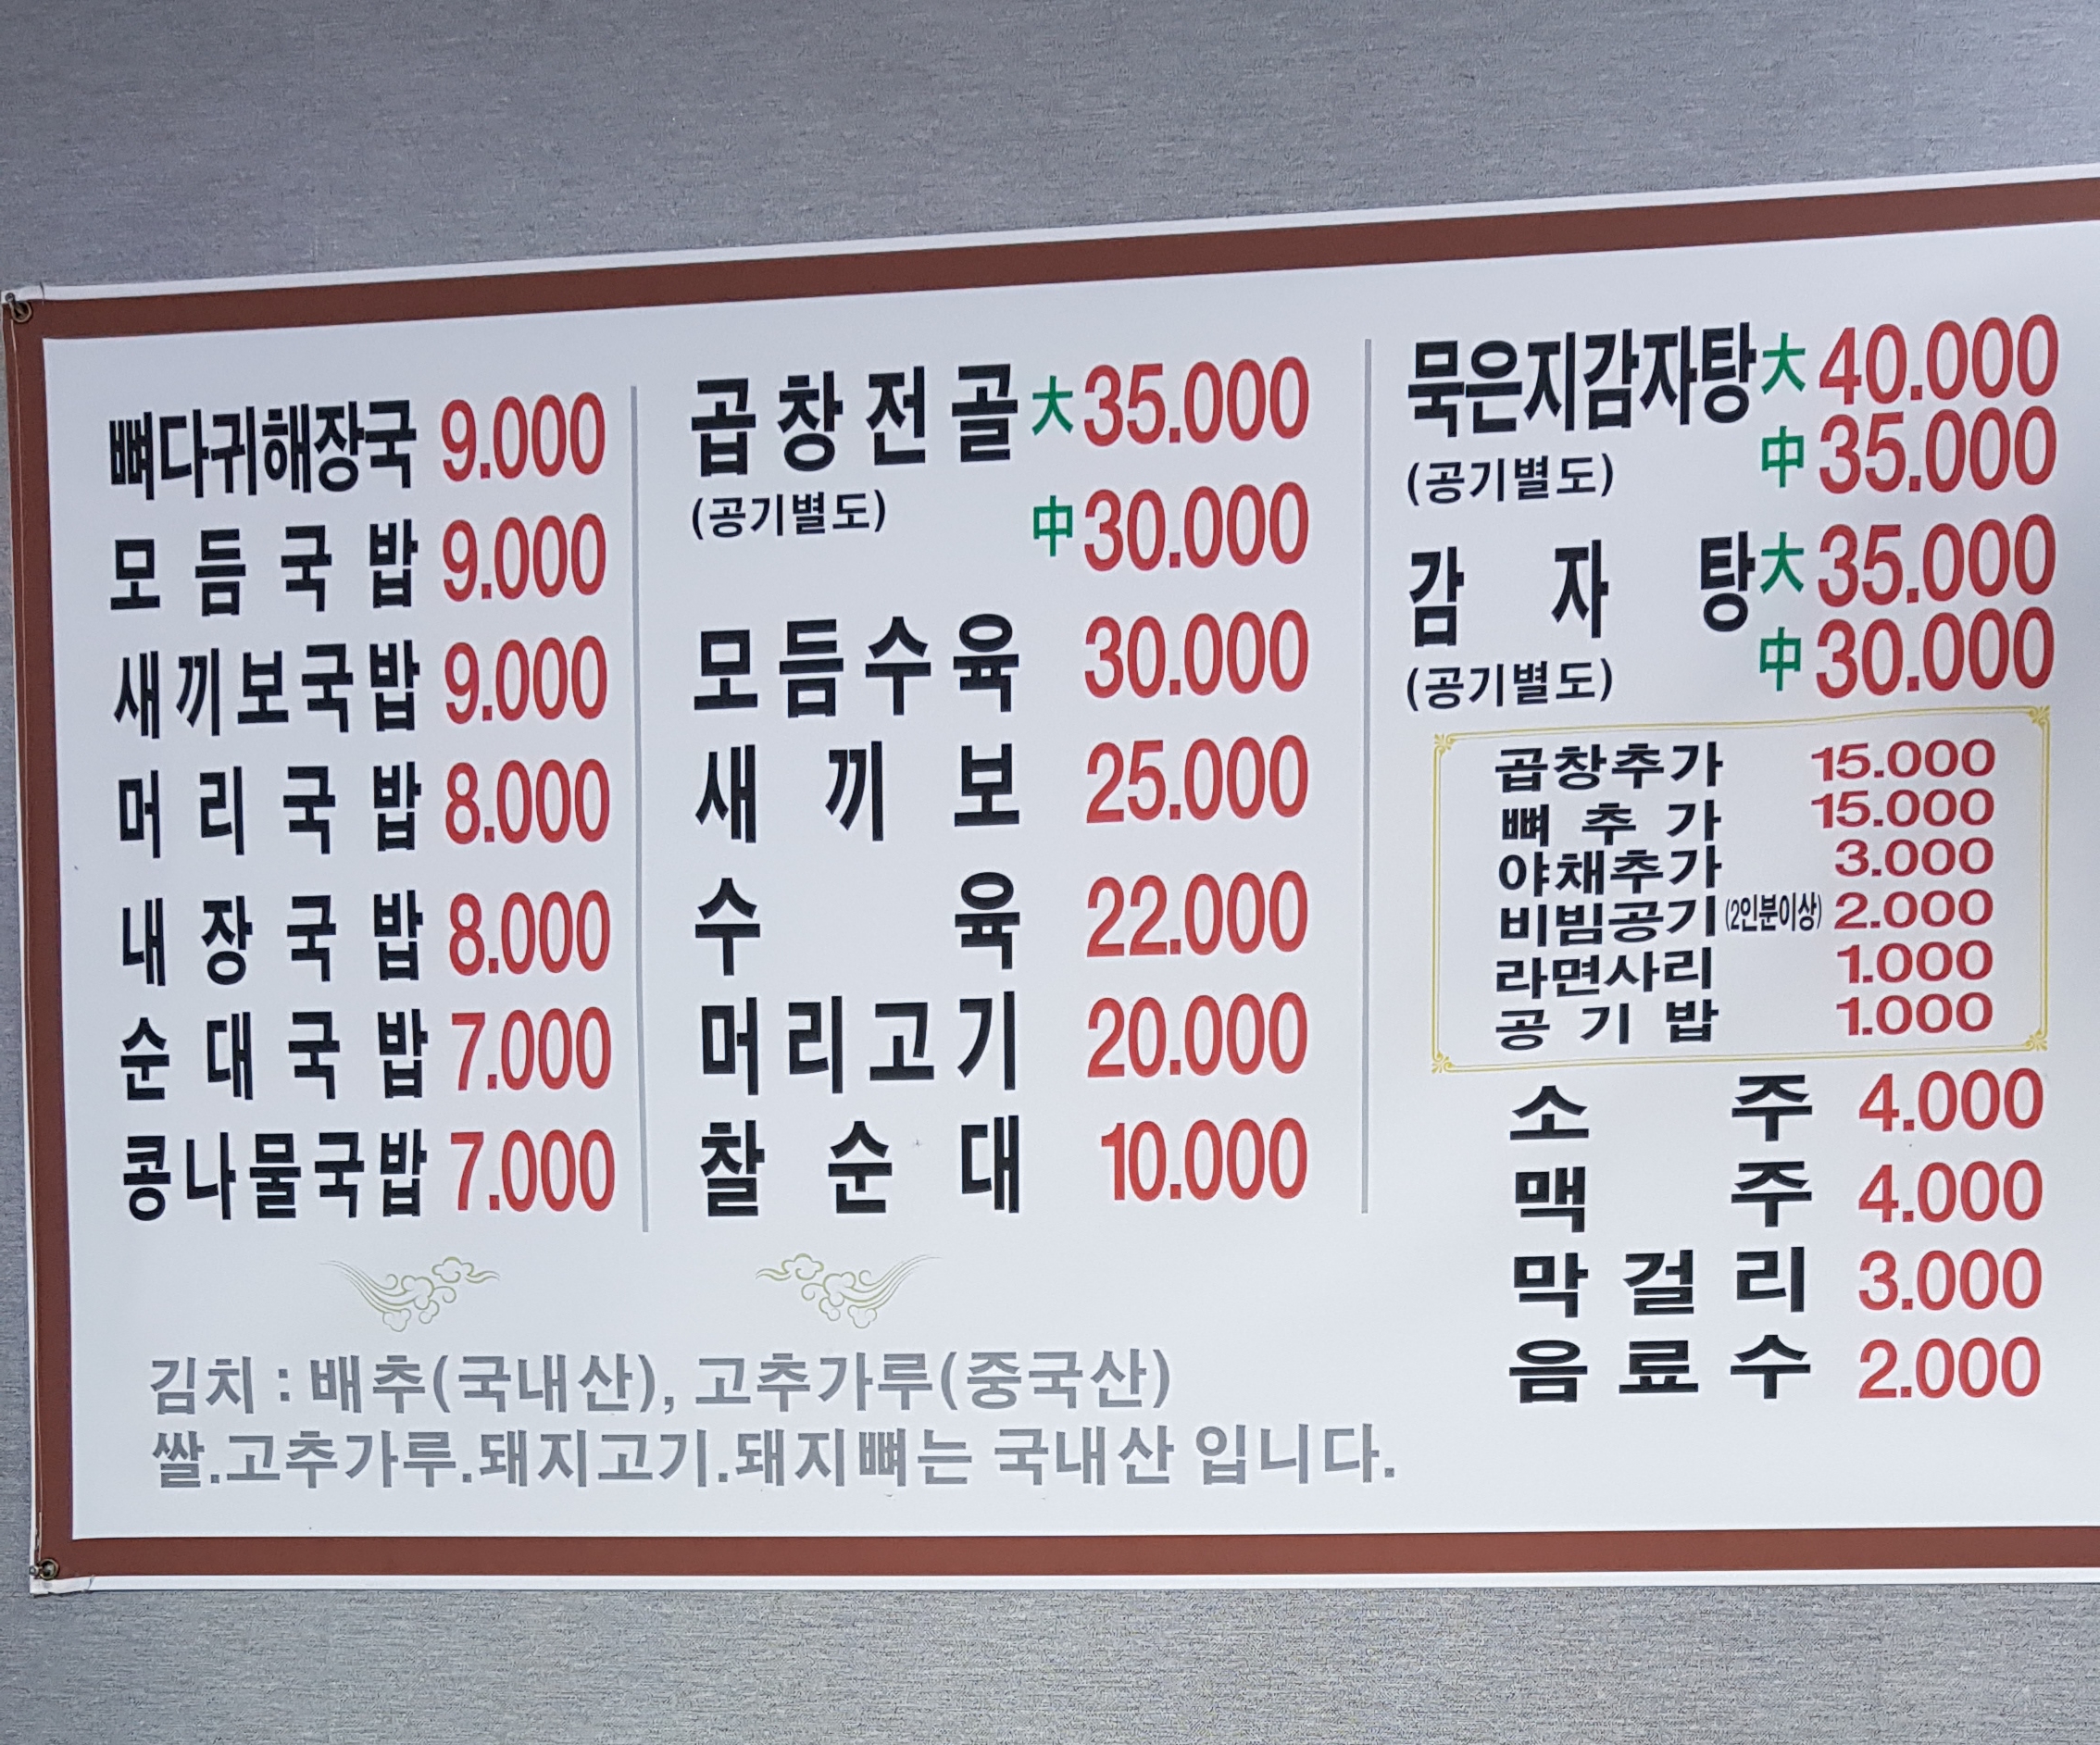 뼈다귀해장국 9.000
모듬국밥 9.000
새끼보국밥 9.000
머리국밥 8.000
내장국밥 8.000
순대국밥 7.000
콩나물국밥 7.000
곱창전골 大 35.000
(공기별도) 中 30.000
모듬수육 30.000
새끼보 25.000
수육 22.000
머리고기 20.000
찰순대 10.000
묵은지감자탕 大 40.000
(공기별도) 中 35.000
감자탕 大 35.000
(공기별도) 中 30.000
곱창추가 15.000
뼈추가 15.000
야채추가 3.000
비빔공기(2인분이상) 2.000
라면사리 1.000
공기밥 1.000
소주 4.000
맥주 4.000
막걸리 3.000
음료수 2.000
김치 : 배추(국내산), 고추가루(중국산)
쌀.고추가루.돼지고기.돼지뼈는 국내산 입니다.